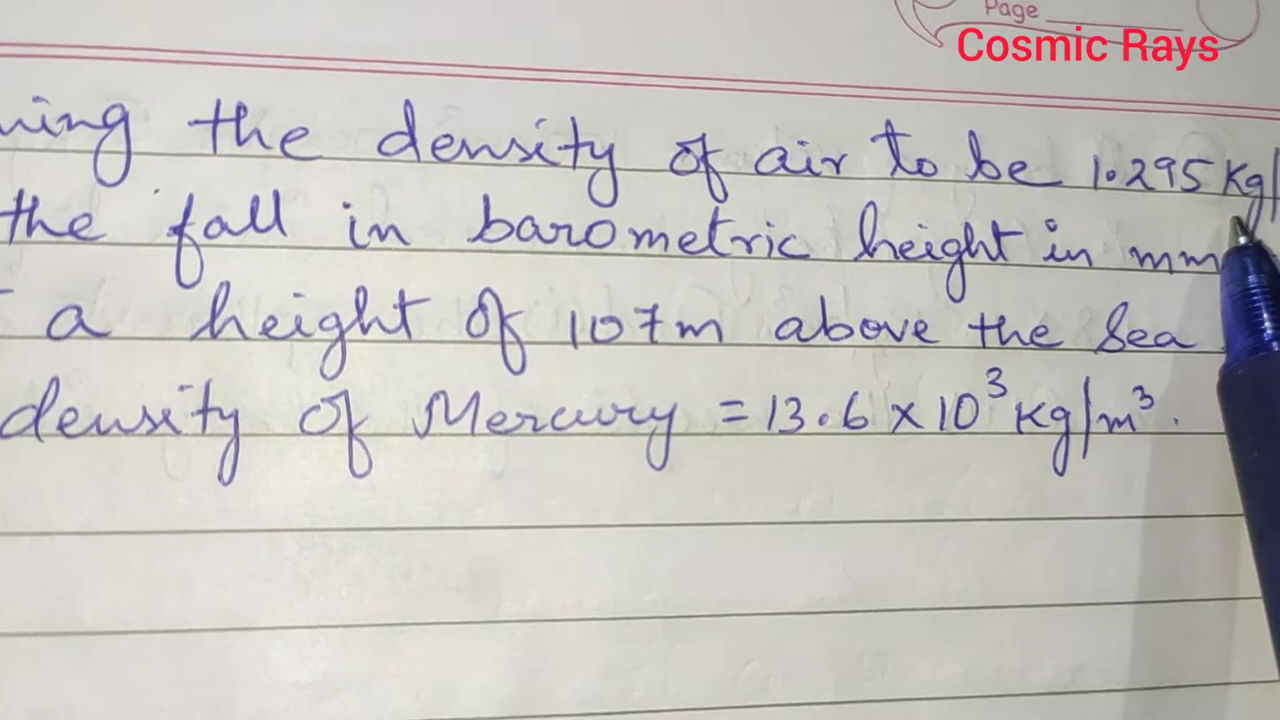 Page
Cosmic Rays
the density of air to be 1.295 Kg/
the fall in barometric height in mm
a height of 107m above the Sea
density of Mercury = 13.6 × 10³ Kg/m³.